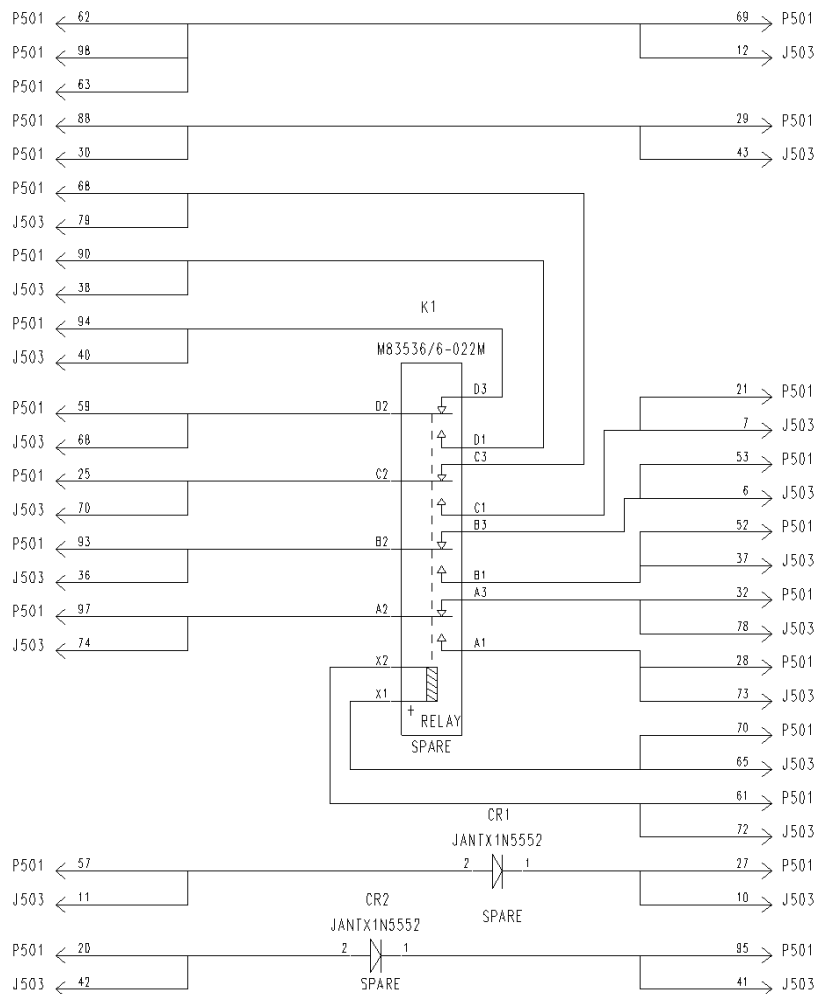 P501 62 69 P501
P501 98 12 J503
P501 63
P501 88 29 P501
P501 30 43 J503
P501 68
J503 79
P501 90
J503 38
K1
P501 94
M83536/6-022M
J503 40
D3 21 P501
P501 59 D2
7 J503
J503 68 D1
C3 53 P501
P501 25 C2
6 J503
J503 70 C1
B3 52 P501
P501 93 B2
37 J503
J503 36 B1
A3 32 P501
P501 97 A2
78 J503
J503 74 A1
X2 28 P501
X1 73 J503
+ RELAY
70 P501
SPARE
65 J503
61 P501
CR1
72 J503
JANTX1N5552
P501 57 2 1 27 P501
J503 11 CR2 10 J503
SPARE
JANTX1N5552
P501 20 2 1 95 P501
J503 42 SPARE 41 J503